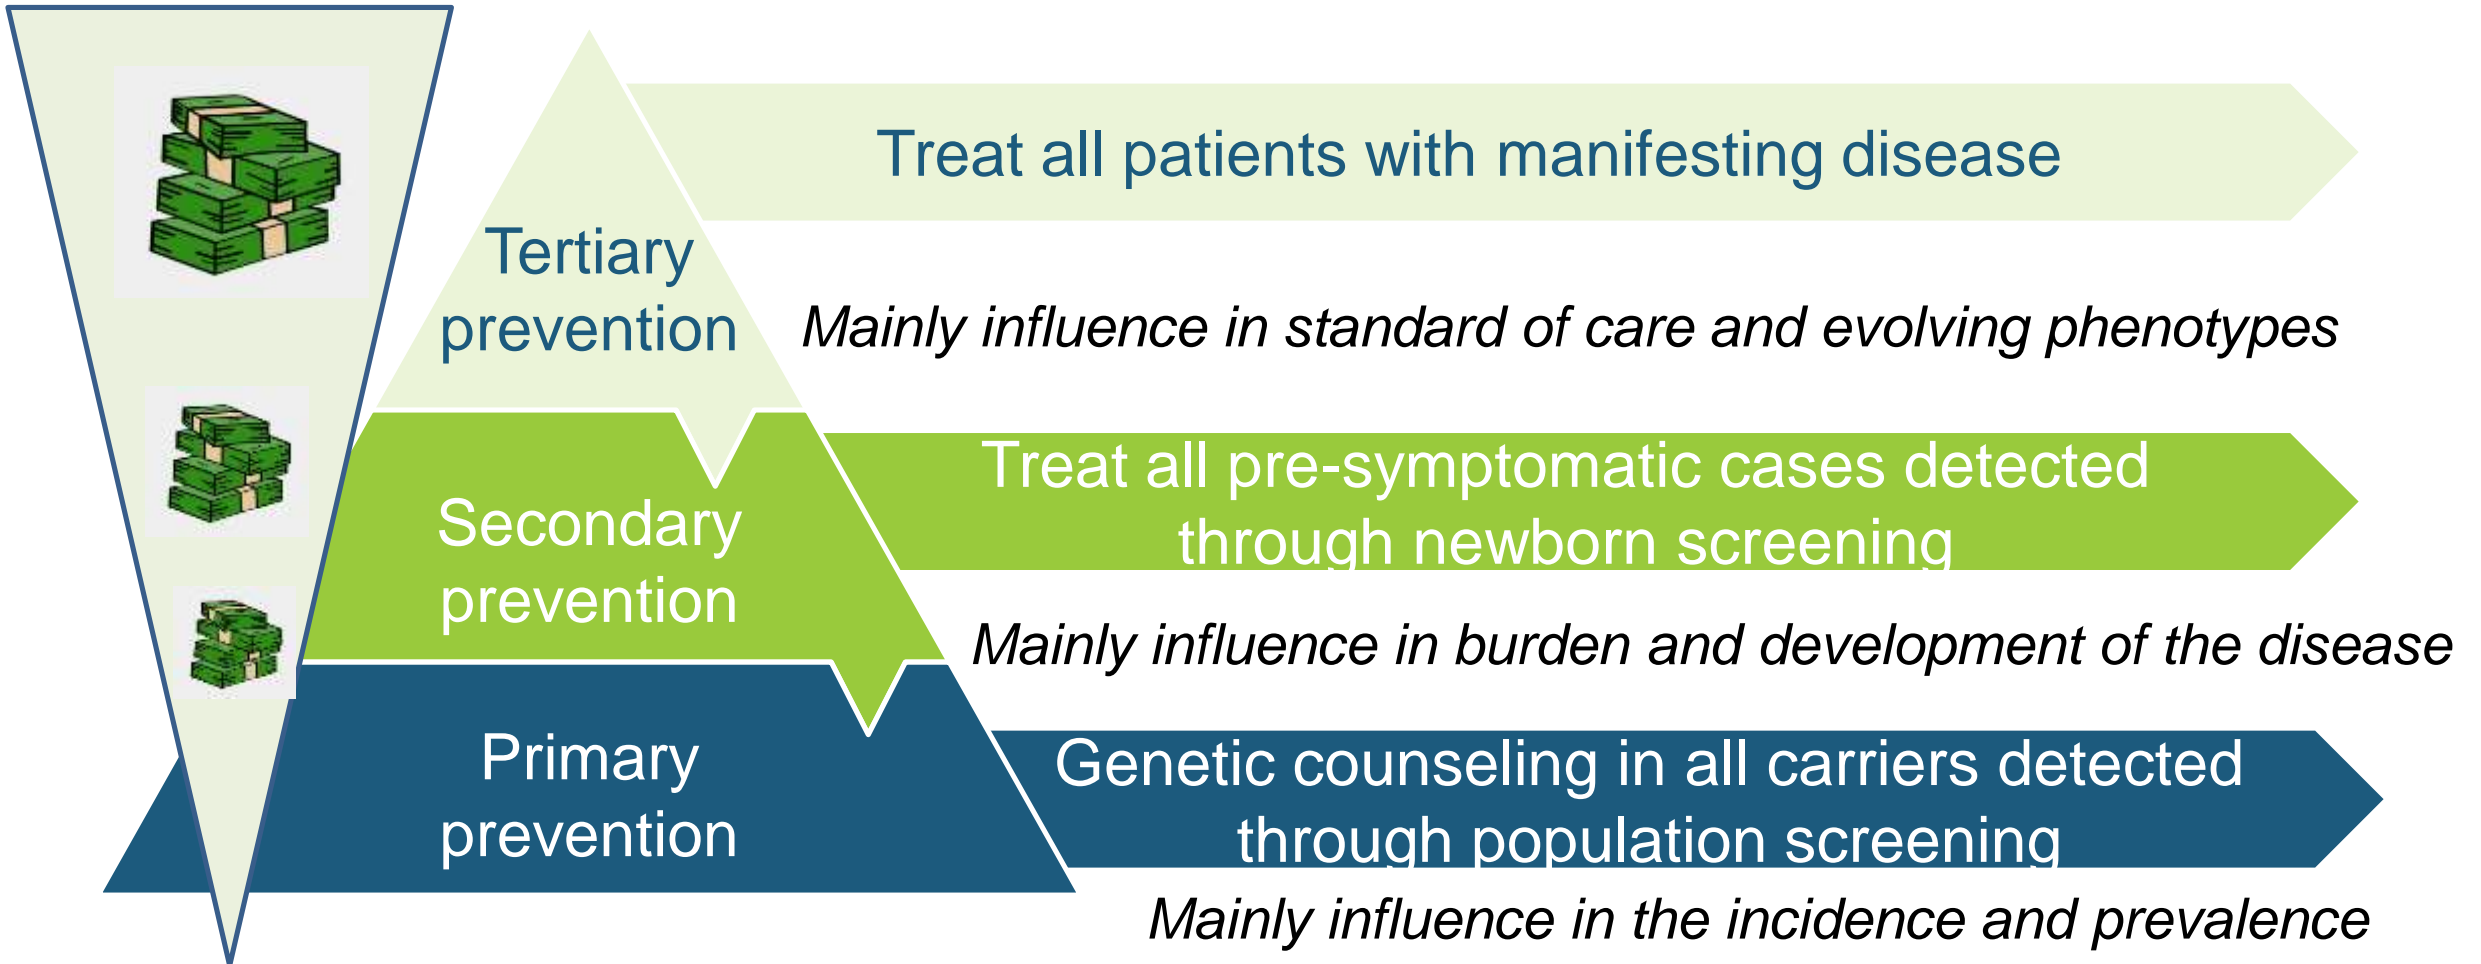 Treat all patients with manifesting disease
Tertiary
prevention
Mainly influence in standard of care and evolving phenotypes
Treat all pre-symptomatic cases detected
through newborn screening
Secondary
prevention
Mainly influence in burden and development of the disease
Primary
prevention
Genetic counseling in all carriers detected
through population screening
Mainly influence in the incidence and prevalence